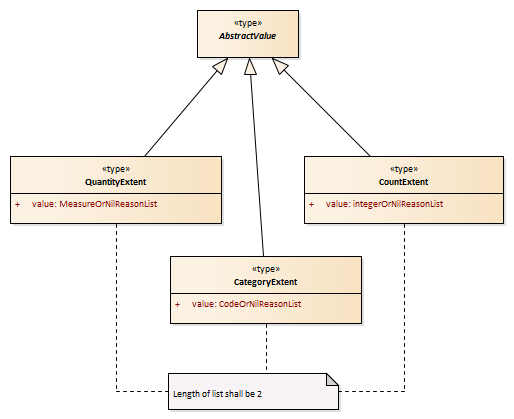 «type»
AbstractValue
«type»
QuantityExtent
+ value: MeasureOrNilReasonList
«type»
CountExtent
+ value: integerOrNilReasonList
«type»
CategoryExtent
+ value: CodeOrNilReasonList
Length of list shall be 2